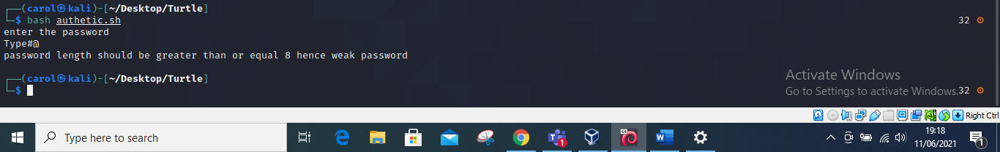 ┌──(carol㉿kali)-[~/Desktop/Turtle]
└─$ bash authetic.sh 32
enter the password
Type#@
password length should be greater than or equal 8 hence weak password
┌──(carol㉿kali)-[~/Desktop/Turtle]
└─$ 32
Activate Windows
Go to Settings to activate Windows.
Right Ctrl
Type here to search
1
W
64
19:18
11/06/2021
1